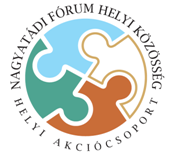 NAGYATÁDI FÓRUM HELYI KÖZÖSSÉG
HELYI AKCIÓCSOPORT